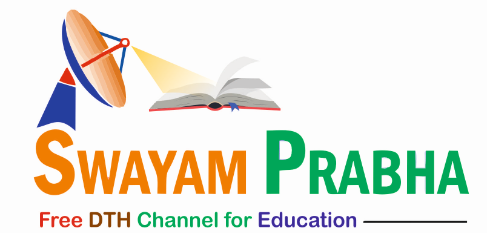 SWAYAM PRABHA
Free DTH Channel for Education